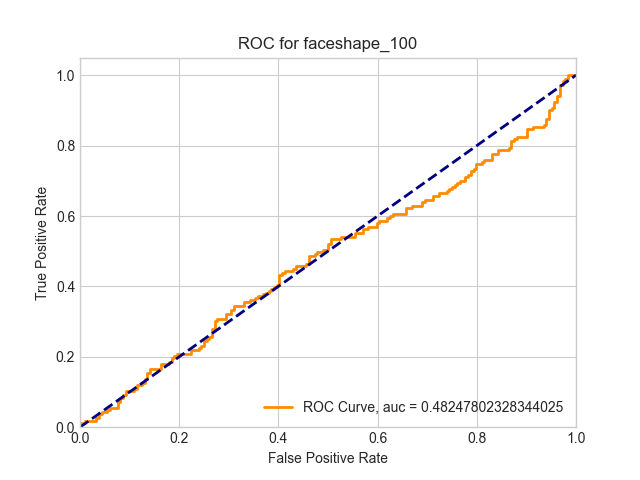 ROC for faceshape_100
True Positive Rate
1.0
0.8
0.6
0.4
0.2
0.0
ROC Curve, auc = 0.48247802328344025
0.0 0.2 0.4 0.6 0.8 1.0
False Positive Rate